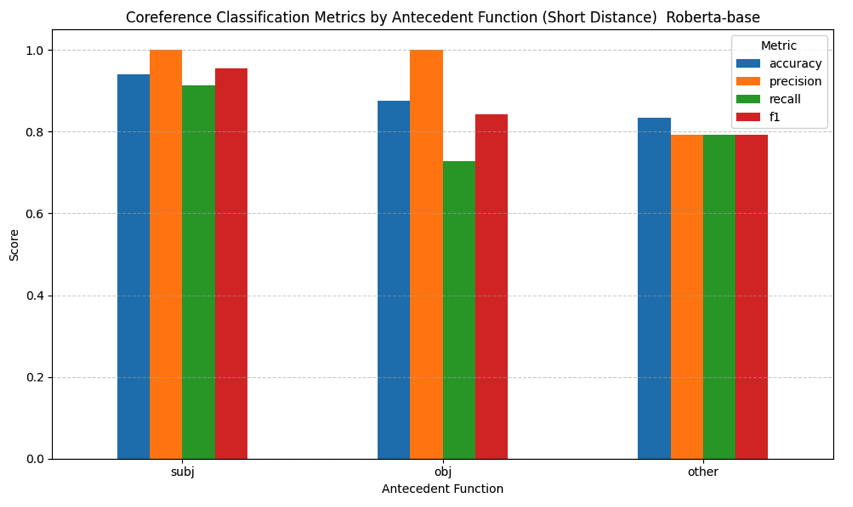 Coreference Classification Metrics by Antecedent Function (Short Distance)  Roberta-base
Metric
accuracy
precision
recall
f1
1.0
0.8
0.6
0.4
0.2
0.0
Score
subj
obj
other
Antecedent Function